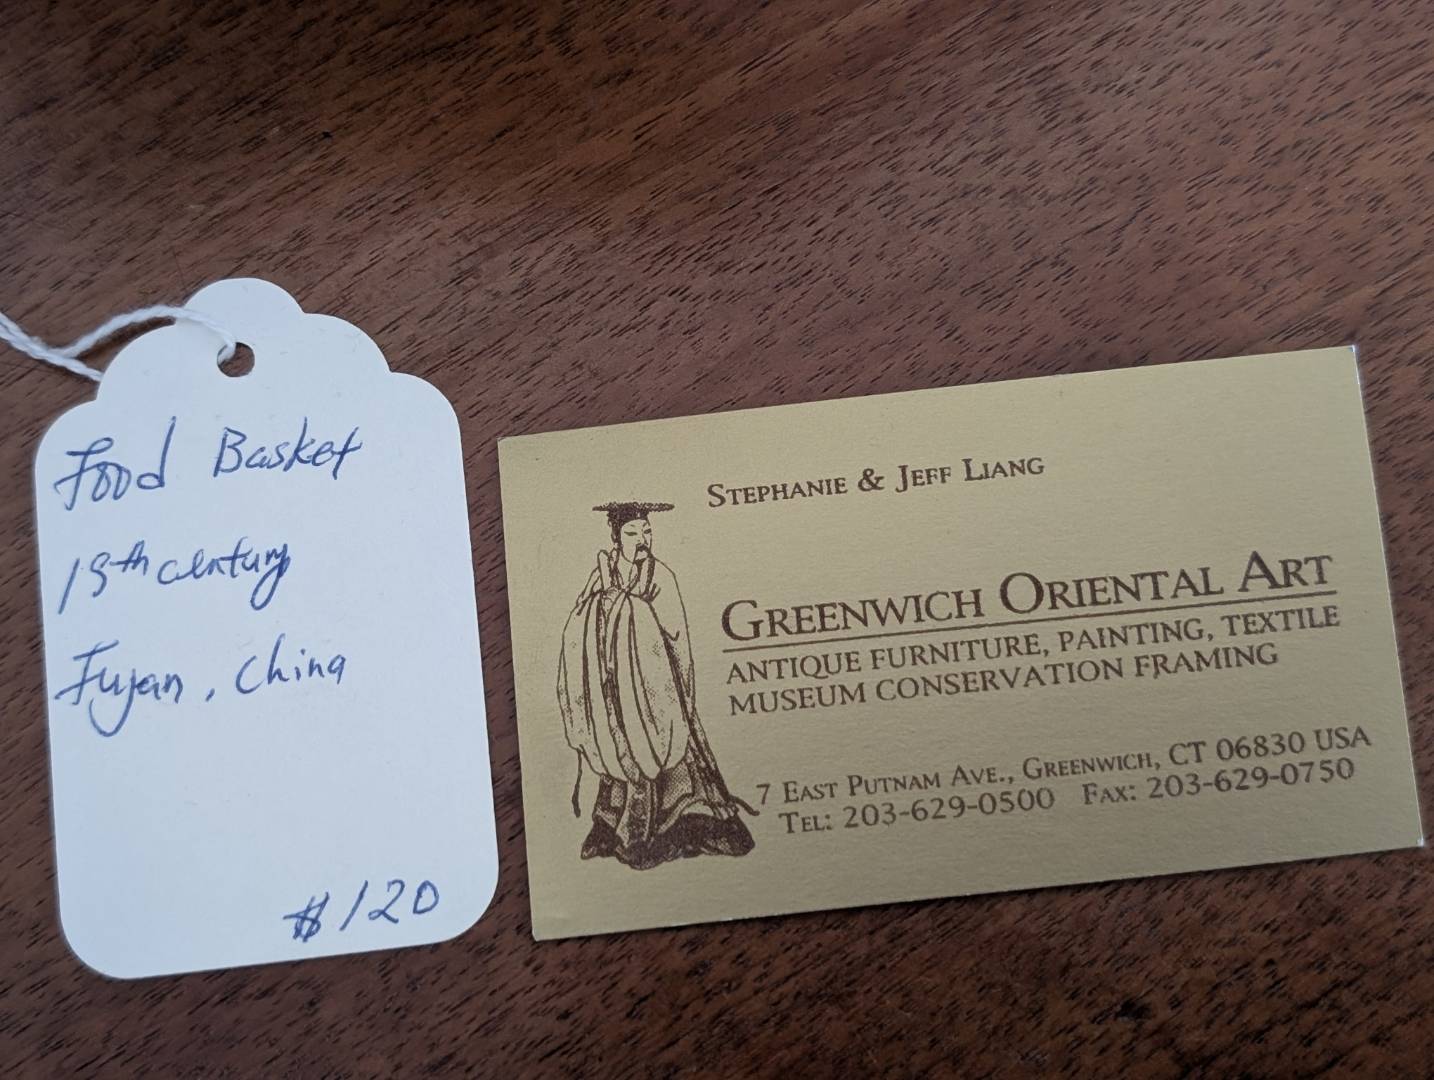 Food Basket
19th century
Fujan, China
$120
STEPHANIE & JEFF LIANG
GREENWICH ORIENTAL ART
ANTIQUE FURNITURE, PAINTING, TEXTILE
MUSEUM CONSERVATION FRAMING
7 EAST PUTNAM AVE., GREENWICH, CT 06830 USA
TEL: 203-629-0500 FAX: 203-629-0750